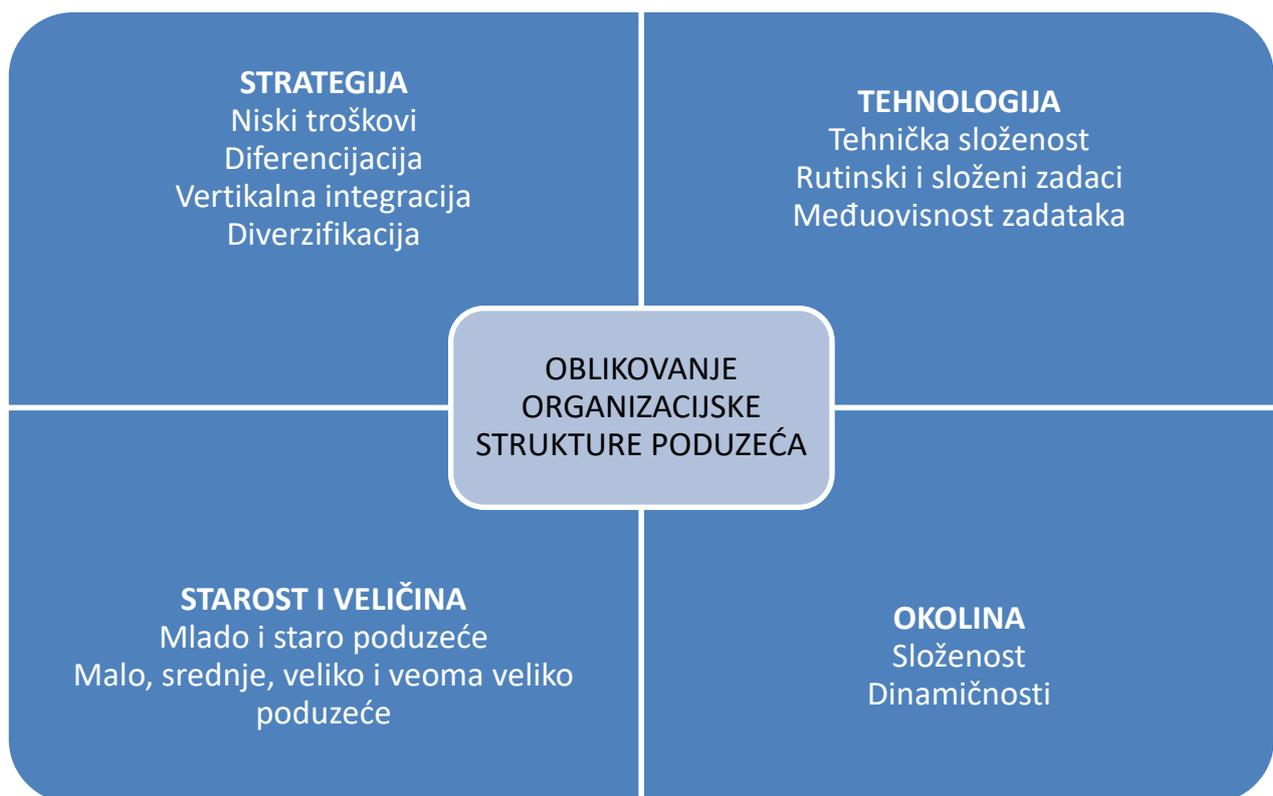 STRATEGIJA
Niski troškovi
Diferencijacija
Vertikalna integracija
Diverzifikacija
TEHNOLOGIJA
Tehnička složenost
Rutinski i složeni zadaci
Međuovisnost zadataka
OBLIKOVANJE
ORGANIZACIJSKE
STRUKTURE PODUZEĆA
STAROST I VELIČINA
Mlado i staro poduzeće
Malo, srednje, veliko i veoma veliko
poduzeće
OKOLINA
Složenost
Dinamičnosti